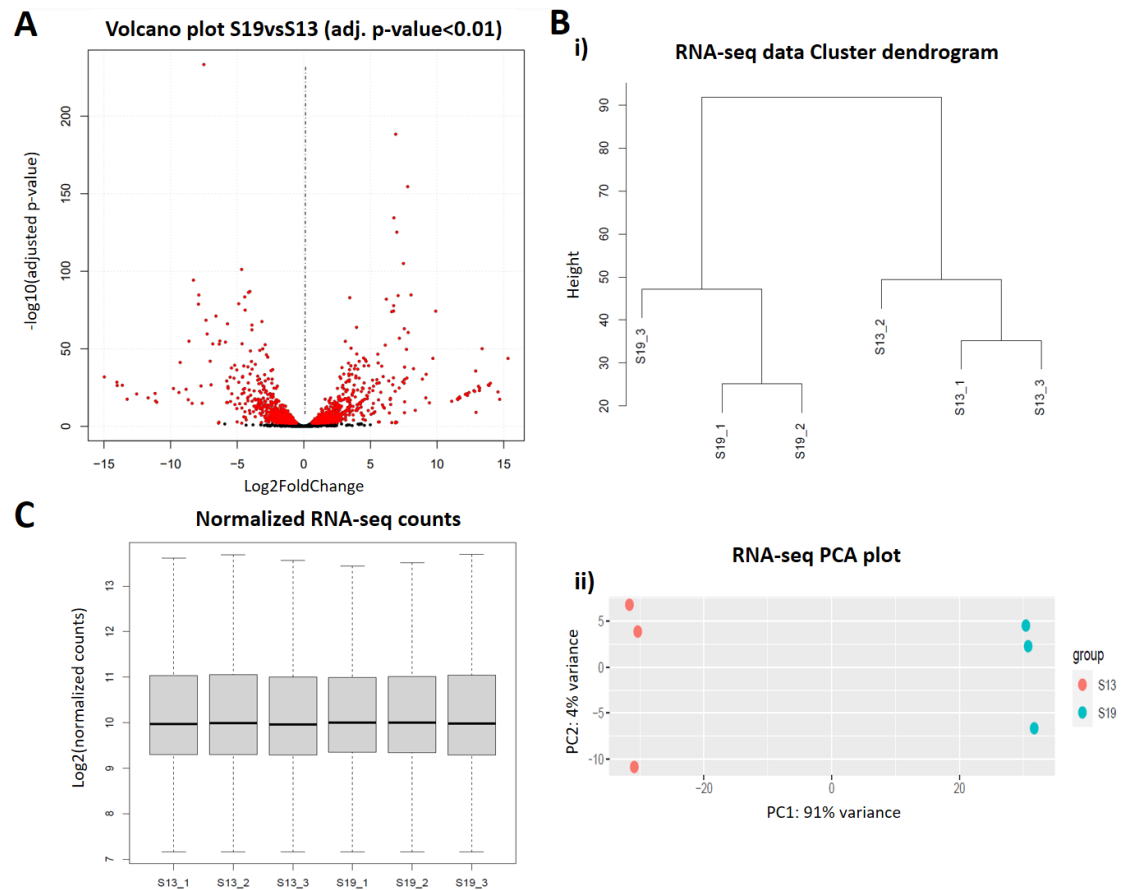 A
Volcano plot S19vsS13 (adj. p-value<0.01)
-log10(adjusted p-value)
200
150
100
50
0
−15
−10
−5
0
5
10
15
Log2FoldChange
B
i)
RNA-seq data Cluster dendrogram
Height
90
80
70
60
50
40
30
20
S19_3
S19_1
S19_2
S13_2
S13_1
S13_3
C
Normalized RNA-seq counts
Log2(normalized counts)
13
12
11
10
9
8
7
S13_1
S13_2
S13_3
S19_1
S19_2
S19_3
ii)
RNA-seq PCA plot
PC2: 4% variance
5
0
−5
−10
−20
0
20
PC1: 91% variance
group
S13
S19